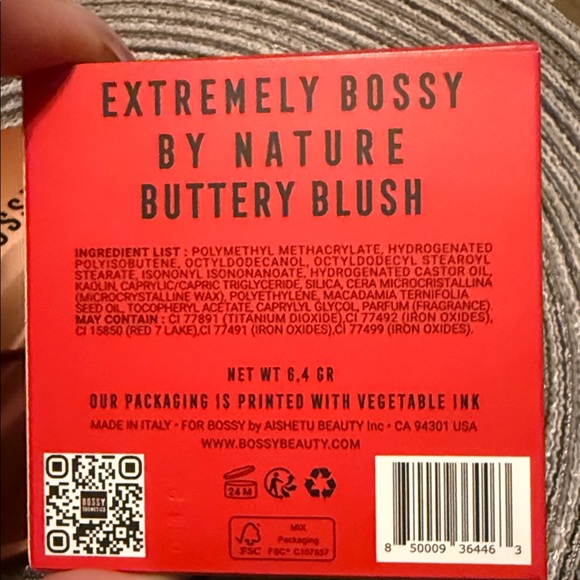 EXTREMELY BOSSY
BY NATURE
BUTTERY BLUSH
INGREDIENT LIST : POLYMETHYL METHACRYLATE, HYDROGENATED
POLYISOBUTENE, OCTYLDODECANOL, OCTYLDODECYL STEAROYL
STEARATE, ISONONYL ISONONANOATE, HYDROGENATED CASTOR OIL,
KAOLIN, CAPRYLIC/CAPRIC TRIGLYCERIDE, SILICA, CERA MICROCRISTALLINA
(MICROCRYSTALLINE WAX), POLYETHYLENE, MACADAMIA TERNIFOLIA
SEED OIL, TOCOPHERYL ACETATE, CAPRYLYL GLYCOL, PARFUM (FRAGRANCE).
MAY CONTAIN : CI 77891 (TITANIUM DIOXIDE),CI 77492 (IRON OXIDES),
CI 15850 (RED 7 LAKE),CI 77491 (IRON OXIDES),CI 77499 (IRON OXIDES).
NET WT 6,4 GR
OUR PACKAGING IS PRINTED WITH VEGETABLE INK
MADE IN ITALY • FOR BOSSY by AISHETU BEAUTY Inc • CA 94301 USA
WWW.BOSSYBEAUTY.COM
BOSSY
COSMETICS
24 M
FSC
MIX
Packaging
FSC® C107857
8 50009 36446 3